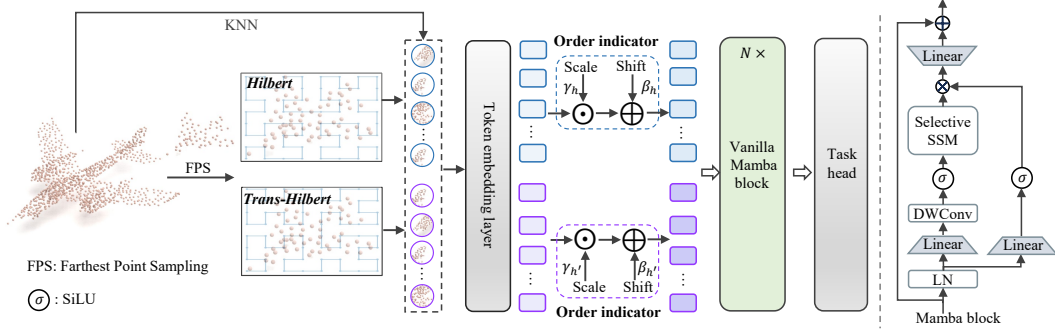 KNN
FPS
Hilbert
Trans-Hilbert
FPS: Farthest Point Sampling
σ : SiLU
Token embedding
layer
Order indicator
Scale
Shift
γh
βh
γh′
βh′
Scale
Shift
Order indicator
N ×
Vanilla
Mamba
block
Task
head
Linear
Selective
SSM
σ
σ
DWConv
Linear
Linear
LN
Mamba block